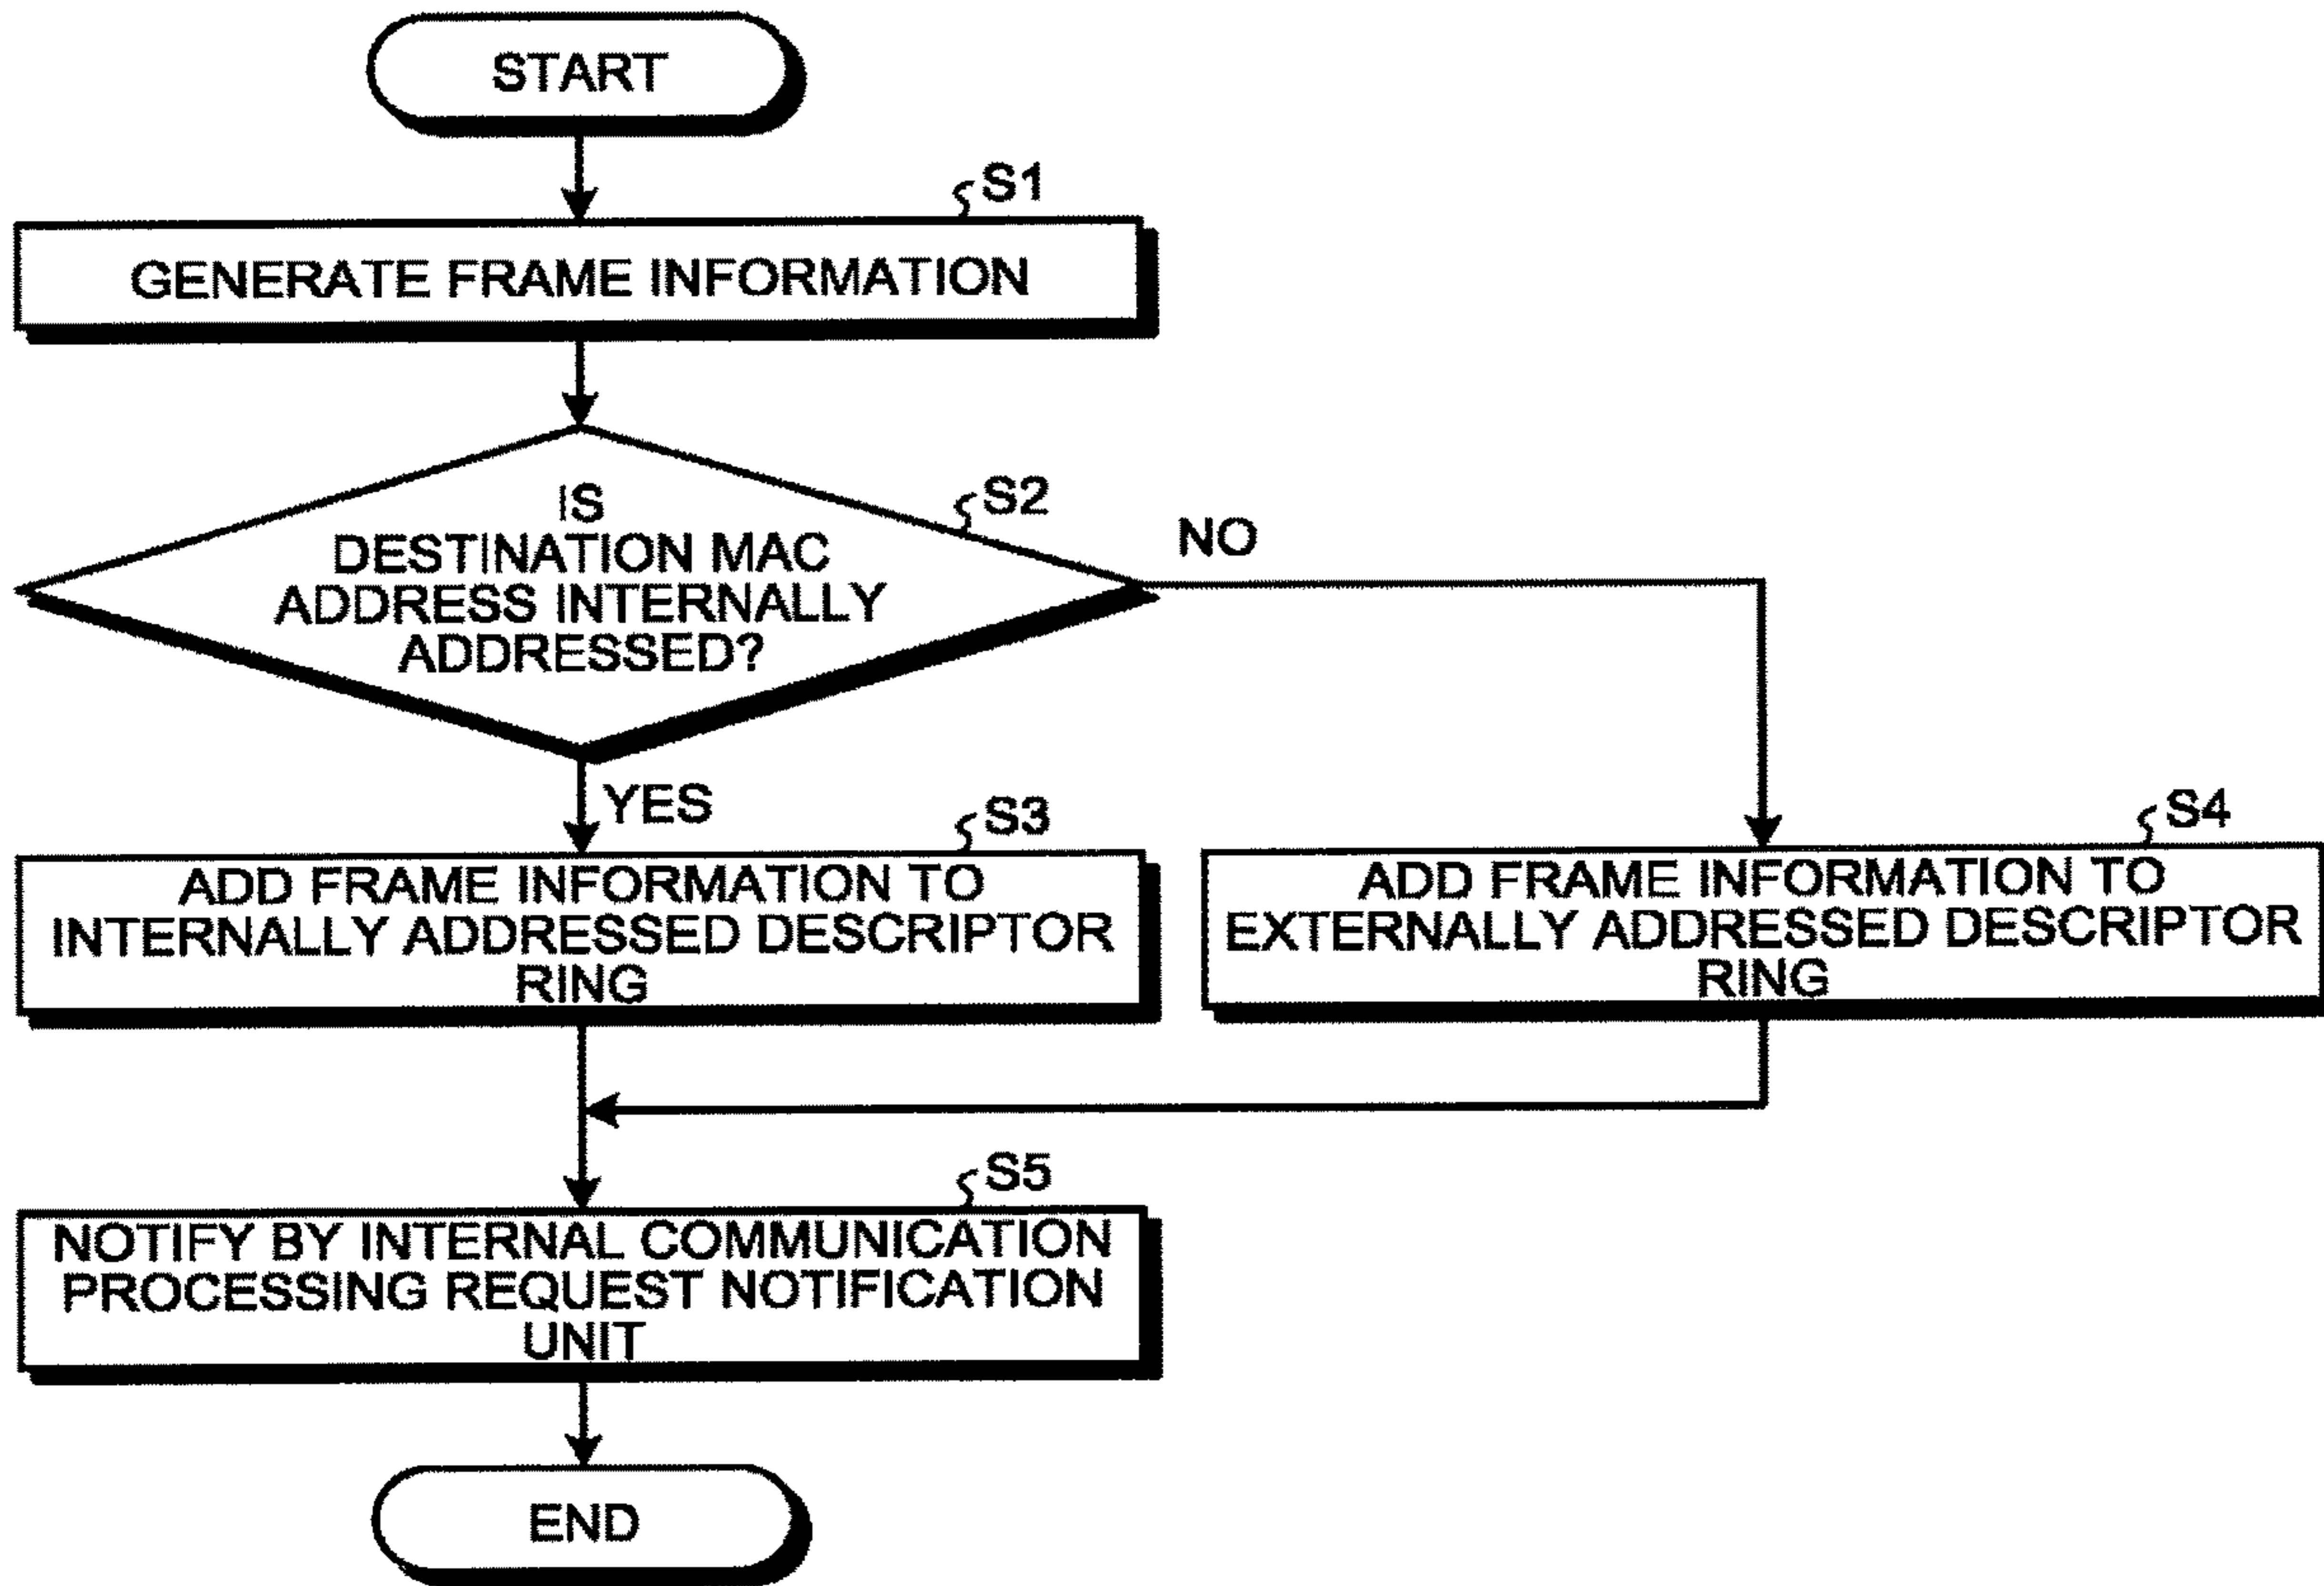 START
S1
GENERATE FRAME INFORMATION
S2
IS
DESTINATION MAC
ADDRESS INTERNALLY
ADDRESSED?
NO
YES
S3
ADD FRAME INFORMATION TO
INTERNALLY ADDRESSED DESCRIPTOR
RING
S4
ADD FRAME INFORMATION TO
EXTERNALLY ADDRESSED DESCRIPTOR
RING
S5
NOTIFY BY INTERNAL COMMUNICATION
PROCESSING REQUEST NOTIFICATION
UNIT
END